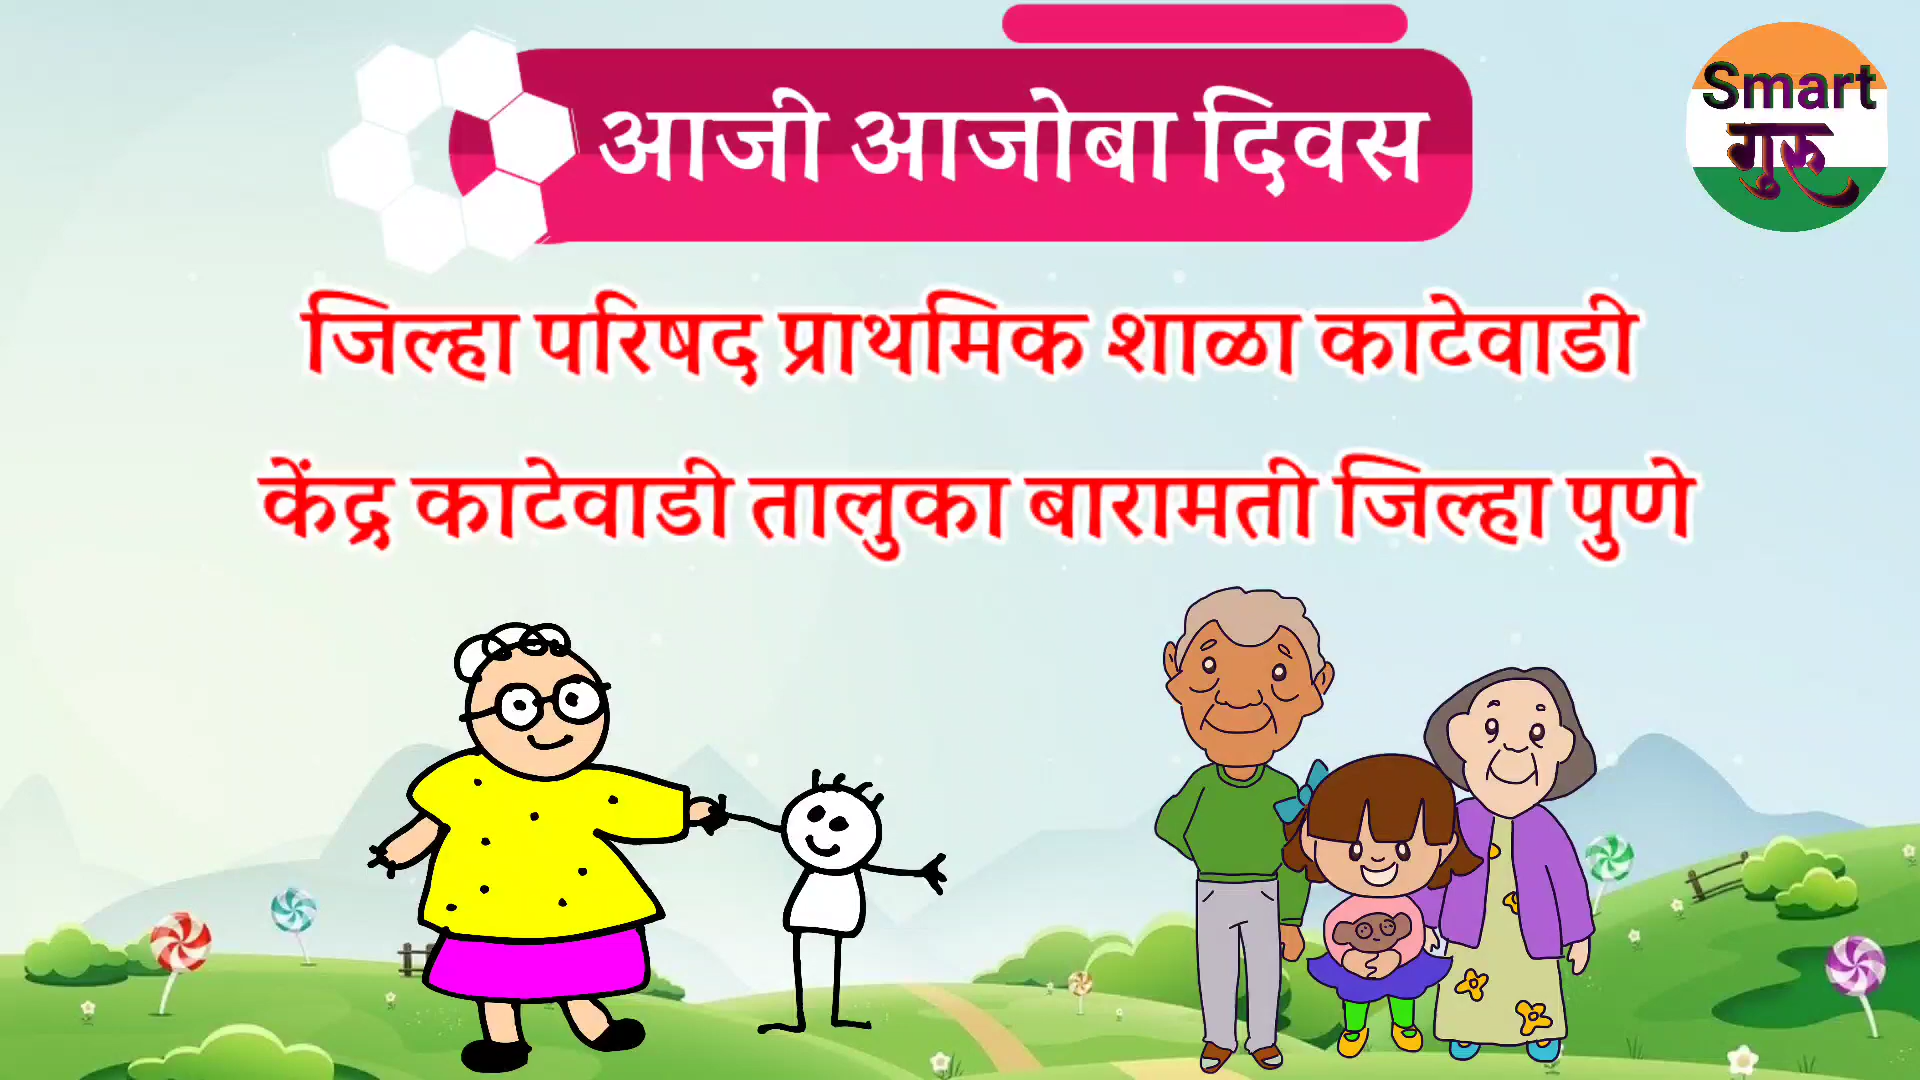 आजी आजोबा दिवस
Smart
गुरू
जिल्हा परिषद प्राथमिक शाळा काटेवाडी
केंद्र काटेवाडी तालुका बारामती जिल्हा पुणे